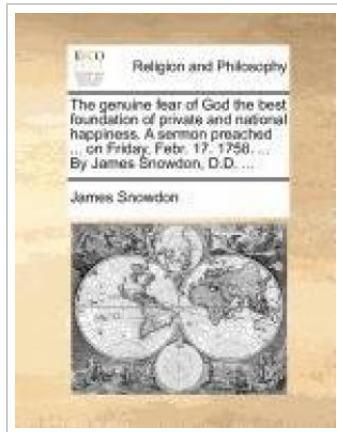 ECCO
Religion and Philosophy
The genuine fear of God the best
foundation of private and national
happiness. A sermon preached
... on Friday, Febr. 17. 1758. ...
By James Snowdon, D.D. ...
James Snowdon